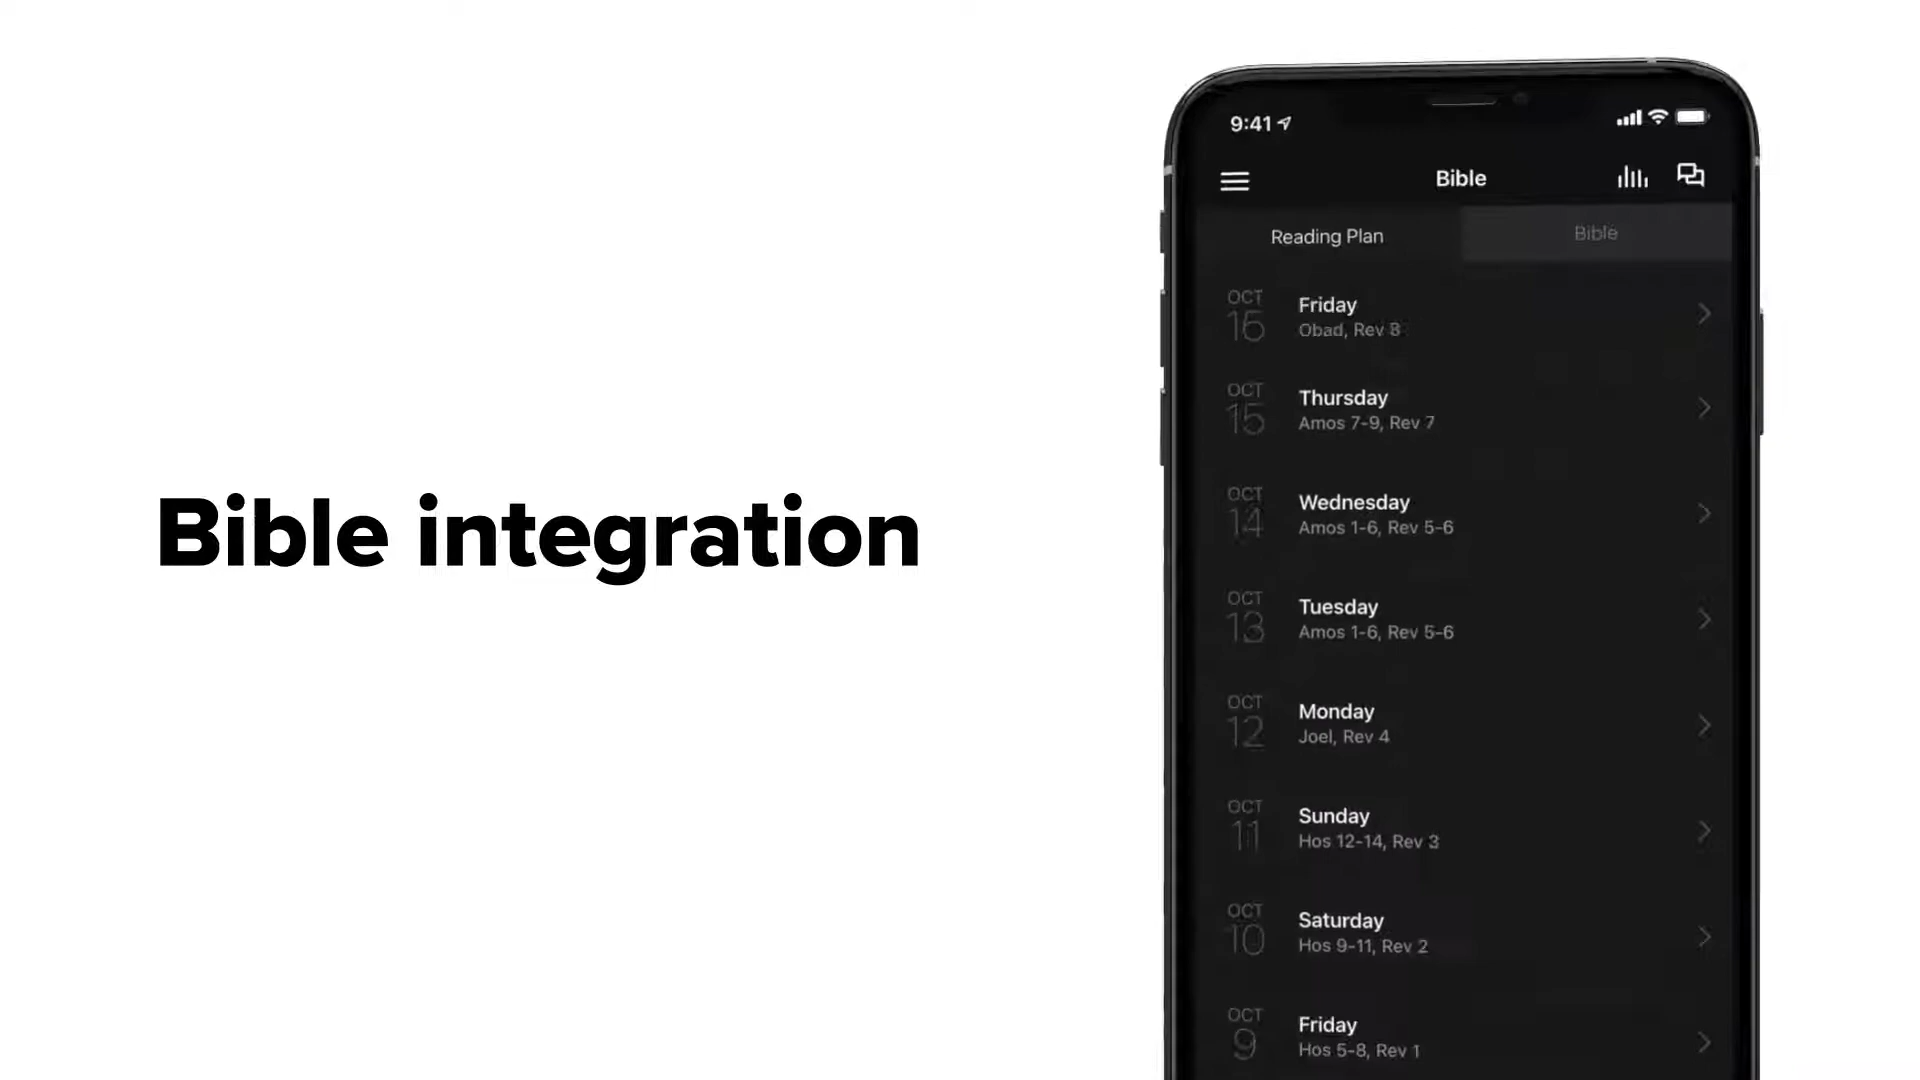 Bible integration
9:41
Bible
Reading Plan
Bible
OCT
16
Friday
Obad, Rev 8
OCT
15
Thursday
Amos 7-9, Rev 7
OCT
14
Wednesday
Amos 1-6, Rev 5-6
OCT
13
Tuesday
Amos 1-6, Rev 5-6
OCT
12
Monday
Joel, Rev 4
OCT
11
Sunday
Hos 12-14, Rev 3
OCT
10
Saturday
Hos 9-11, Rev 2
OCT
9
Friday
Hos 5-8, Rev 1